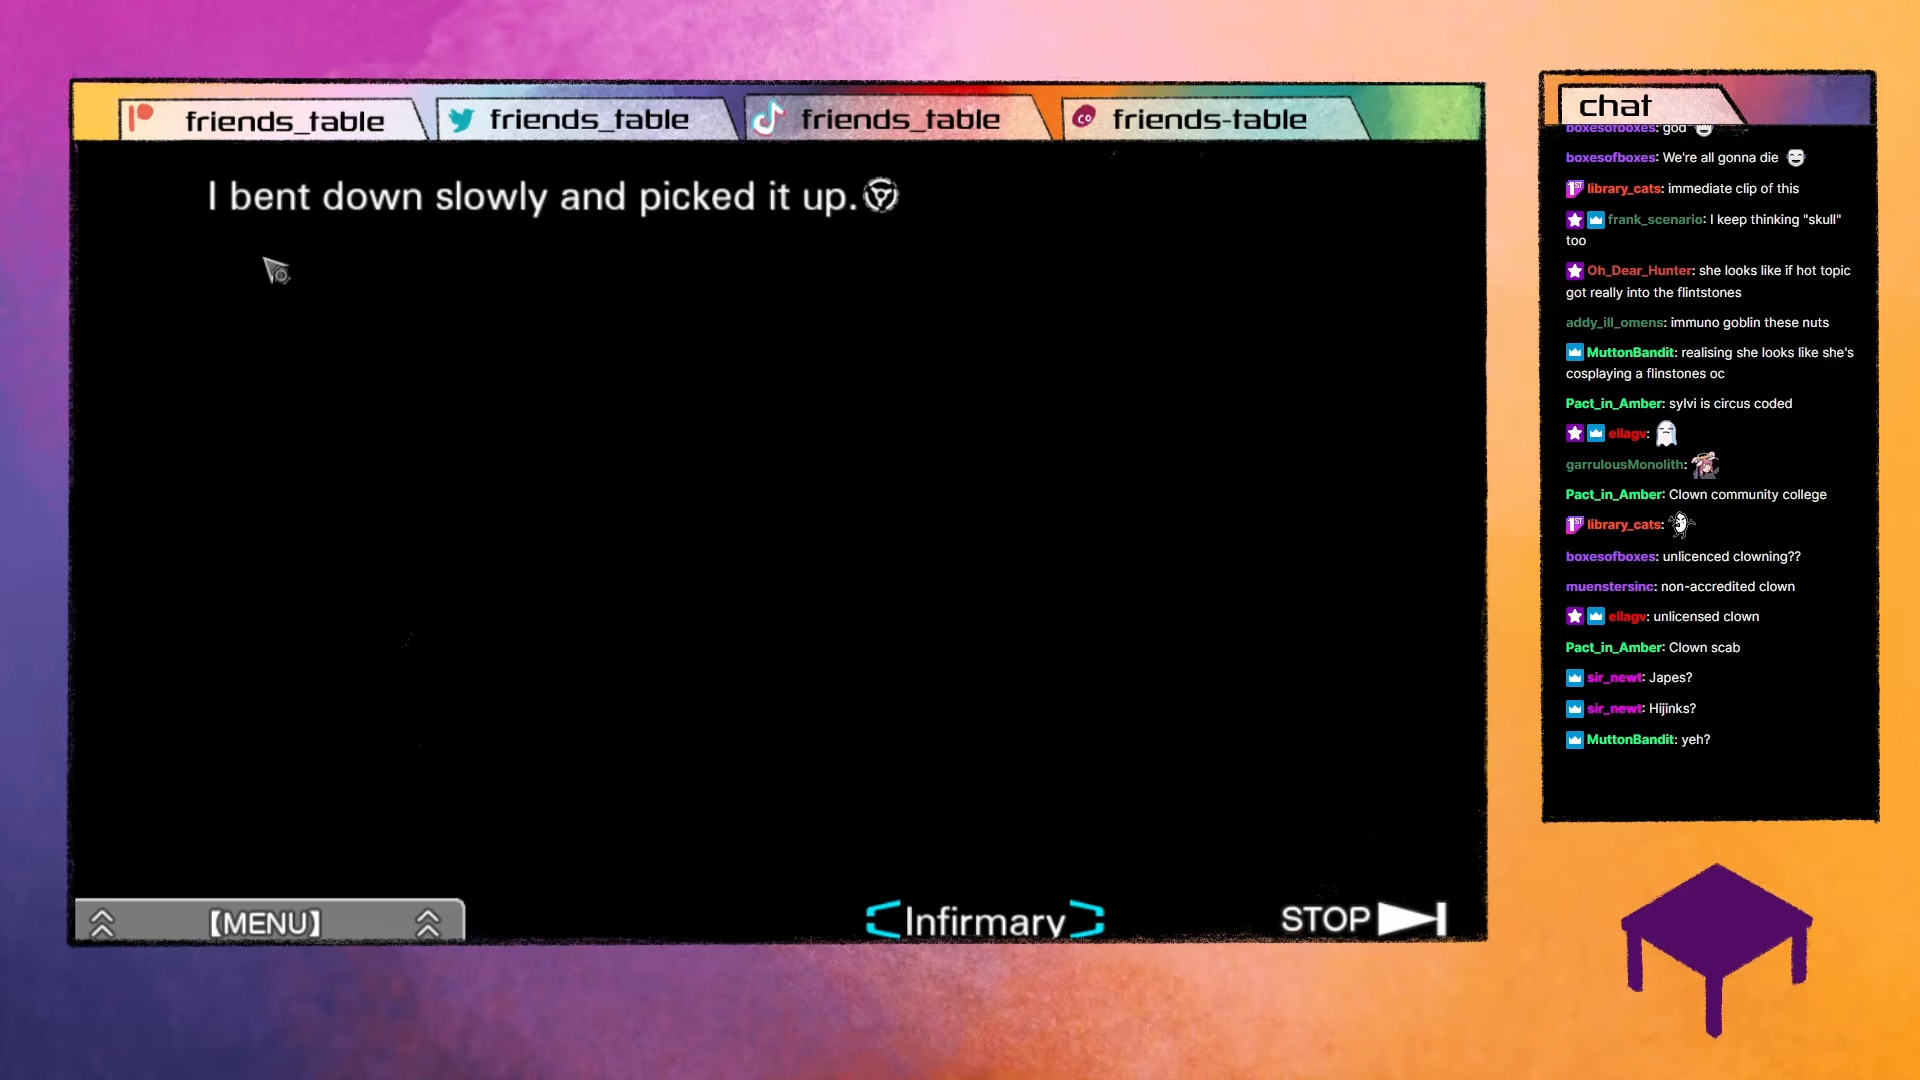 friends_table
friends_table
friends_table
friends-table
I bent down slowly and picked it up.
【MENU】
Infirmary
STOP
chat
boxesofboxes: god
boxesofboxes: We're all gonna die
1ST library_cats: immediate clip of this
frank_scenario: I keep thinking "skull"
too
Oh_Dear_Hunter: she looks like if hot topic
got really into the flintstones
addy_ill_omens: immuno goblin these nuts
MuttonBandit: realising she looks like she's
cosplaying a flinstones oc
Pact_in_Amber: sylvi is circus coded
ellagv:
garrulousMonolith:
Pact_in_Amber: Clown community college
1ST library_cats:
boxesofboxes: unlicenced clowning??
muenstersinc: non-accredited clown
ellagv: unlicensed clown
Pact_in_Amber: Clown scab
sir_newt: Japes?
sir_newt: Hijinks?
MuttonBandit: yeh?